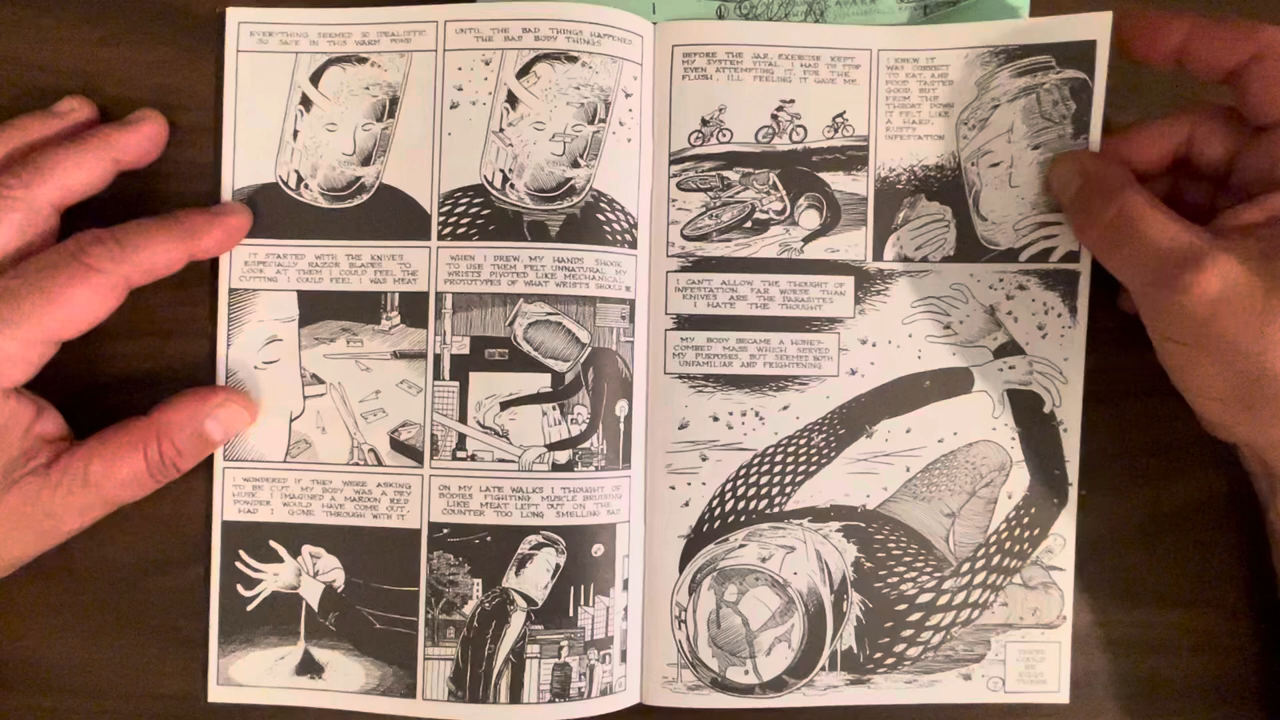 EVERYTHING SEEMED SO REALISTIC
SO SAFE IN THIS WARM POND
UNTIL THE BAD THINGS HAPPENED.
THE BAD BODY THINGS.
IT STARTED WITH THE KNIVES
ESPECIALLY RAZOR BLADES. TO
LOOK AT THEM I COULD FEEL THE
CUTTING. I COULD FEEL I WAS MEAT
WHEN I DREW, MY HANDS SHOOK
TO USE THEM FELT UNNATURAL. MY
WRISTS PIVOTED LIKE MECHANICAL
PROTOTYPES OF WHAT WRISTS SHOULD BE
I WONDERED IF THEY WERE ASKING
TO BE CUT. MY BODY WAS A DRY
HUSK. I IMAGINED A MAROON RED
POWDER WOULD HAVE COME OUT,
HAD I GONE THROUGH WITH IT.
ON MY LATE WALKS I THOUGHT OF
BODIES FIGHTING, MUSCLE BRUISING
LIKE MEAT LEFT OUT ON THE
COUNTER TOO LONG SMELLING BAD
BEFORE THE JAR, EXERCISE KEPT
MY SYSTEM VITAL. I HAD TO STOP
EVEN ATTEMPTING IT, FOR THE
FLUSH, ILL FEELING IT GAVE ME.
I KNEW IT
WAS CORRECT
TO EAT, AND
FOOD TASTED
GOOD, BUT
FROM THE
THROAT DOWN
IT FELT LIKE
A HARD,
RUSTY
INFESTATION
I CAN'T ALLOW THE THOUGHT OF
INFESTATION. FAR WORSE THAN
KNIVES ARE THE PARASITES
I HATE THE THOUGHT.
MY BODY BECAME A HONEY-
COMBED MASS WHICH SERVED
MY PURPOSES, BUT SEEMED BOTH
UNFAMILIAR AND FRIGHTENING.
THERE
COULD
BE
7